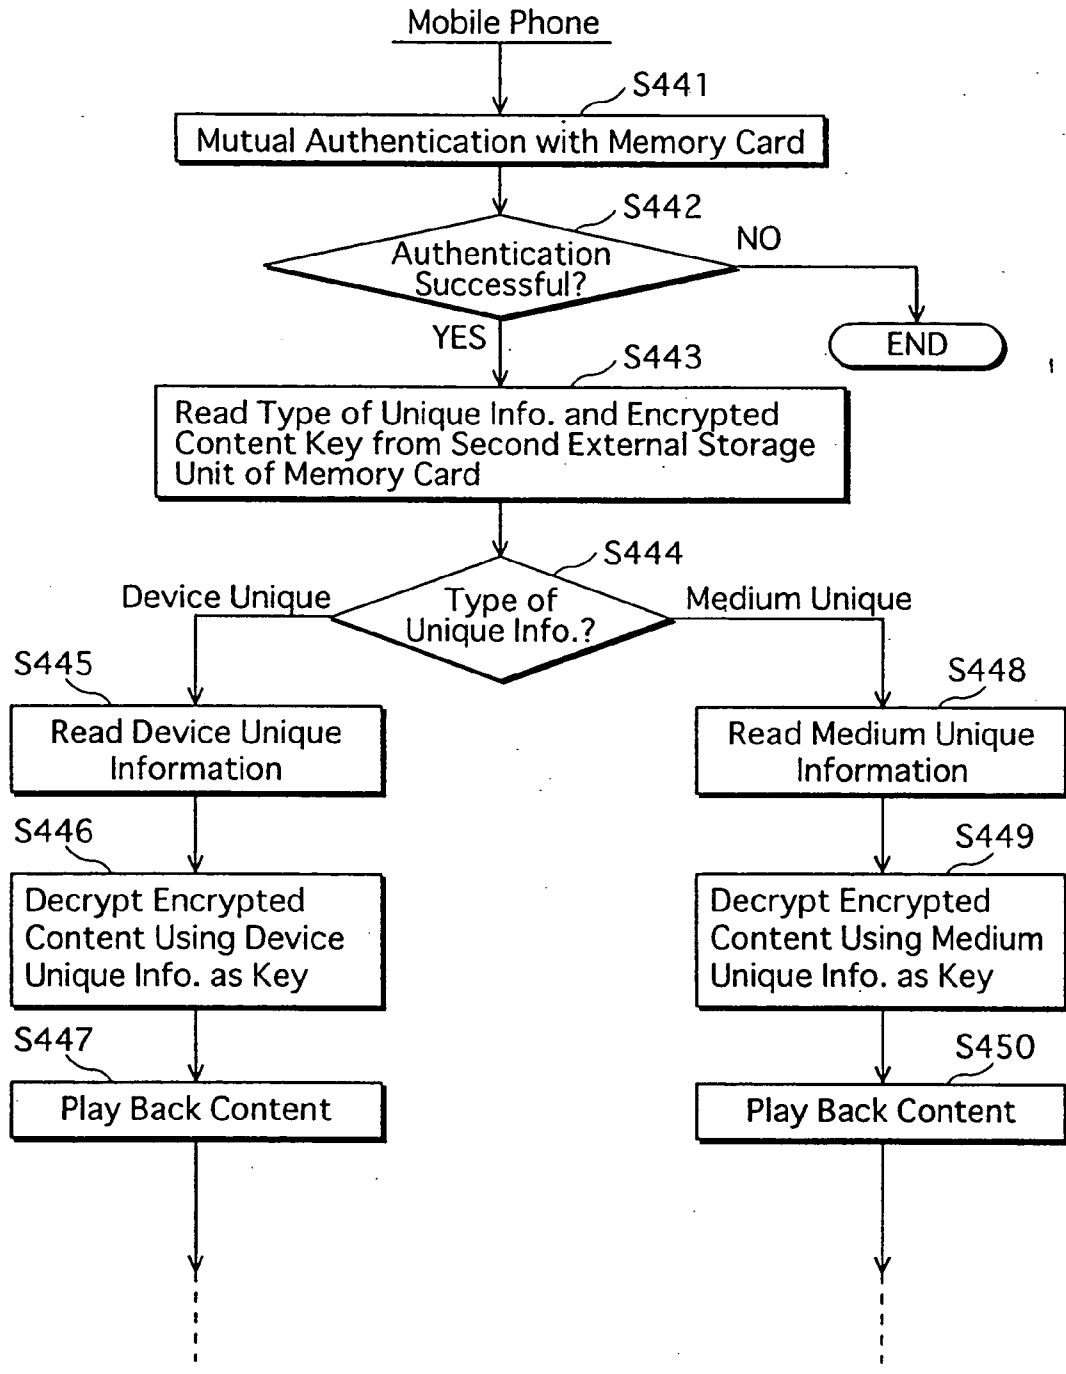 Mobile Phone
S441
Mutual Authentication with Memory Card
S442
Authentication
Successful?
NO
YES
END
S443
Read Type of Unique Info. and Encrypted
Content Key from Second External Storage
Unit of Memory Card
S444
Device Unique
Type of
Unique Info.?
Medium Unique
S445
Read Device Unique
Information
S448
Read Medium Unique
Information
S446
Decrypt Encrypted
Content Using Device
Unique Info. as Key
S449
Decrypt Encrypted
Content Using Medium
Unique Info. as Key
S447
Play Back Content
S450
Play Back Content